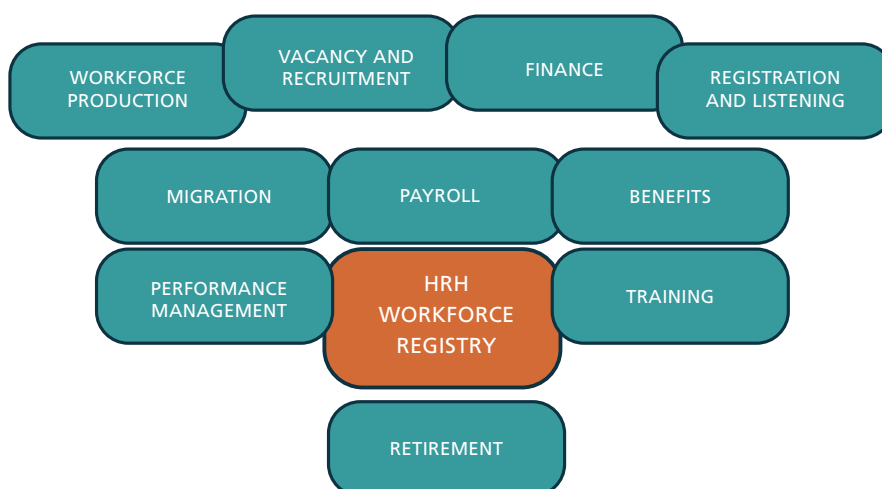 WORKFORCE
PRODUCTION
VACANCY AND
RECRUITMENT
FINANCE
REGISTRATION
AND LISTENING
MIGRATION
PAYROLL
BENEFITS
PERFORMANCE
MANAGEMENT
HRH
WORKFORCE
REGISTRY
TRAINING
RETIREMENT